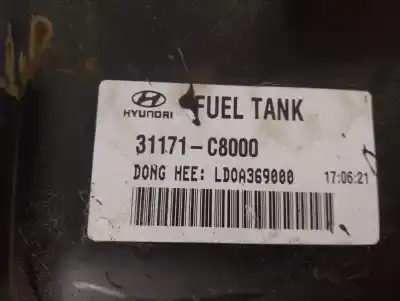 FUEL TANK
HYUNDAI
31171-C8000
DONG HEE: LDOA369000 17:06:21